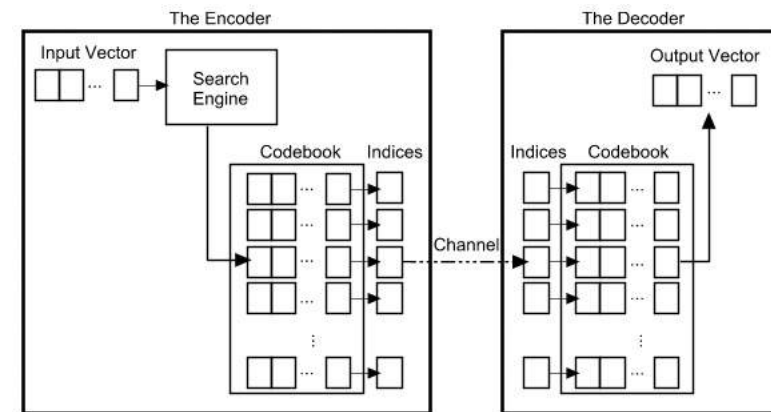 The Encoder
The Decoder
Input Vector
Search
Engine
Output Vector
Codebook
Indices
Indices
Codebook
Channel